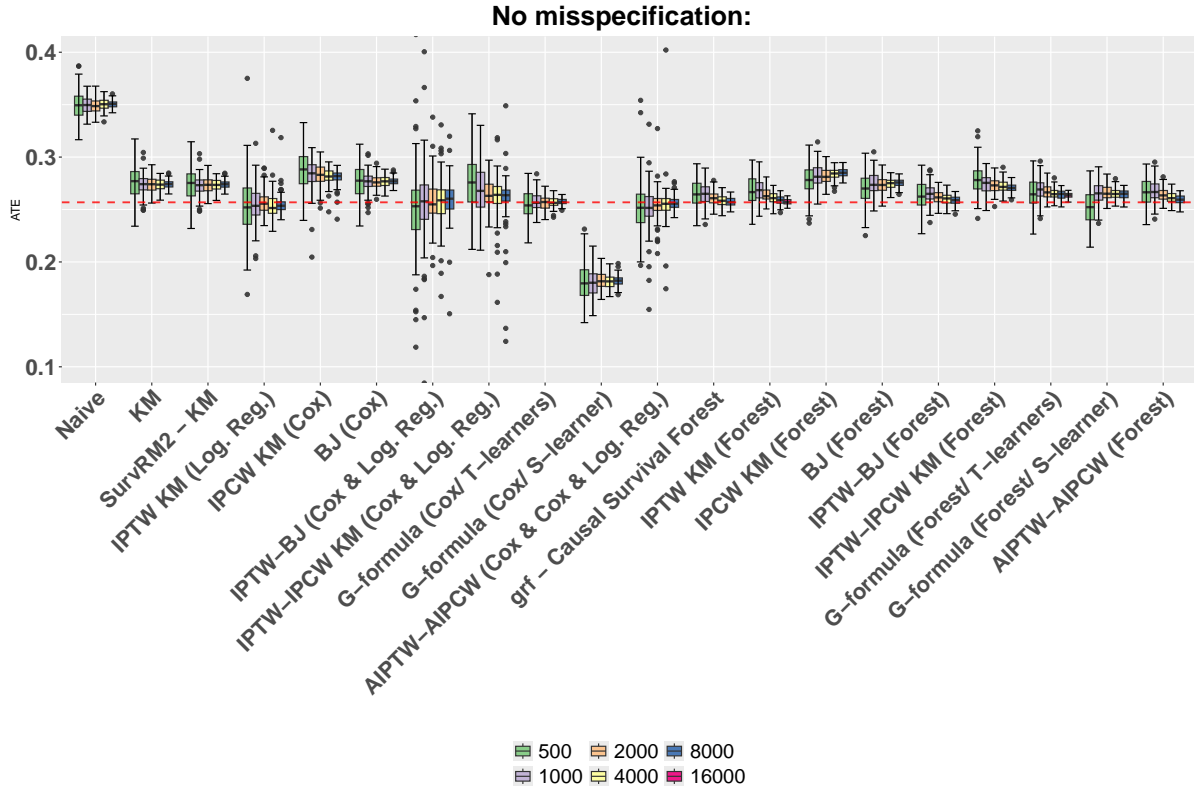 No misspecification:
0.4
0.3
0.2
0.1
ATE
Naive
KM
SurvRM2 − KM
IPTW KM (Log. Reg.)
IPCW KM (Cox)
BJ (Cox)
IPTW−BJ (Cox & Log. Reg.)
IPTW−IPCW KM (Cox & Log. Reg.)
G−formula (Cox/ T−learners)
G−formula (Cox/ S−learner)
AIPTW−AIPCW (Cox & Cox & Log. Reg.)
grf − Causal Survival Forest
IPTW KM (Forest)
IPCW KM (Forest)
BJ (Forest)
IPTW−BJ (Forest)
IPTW−IPCW KM (Forest)
G−formula (Forest/ T−learners)
G−formula (Forest/ S−learner)
AIPTW−AIPCW (Forest)
500 2000 8000
1000 4000 16000